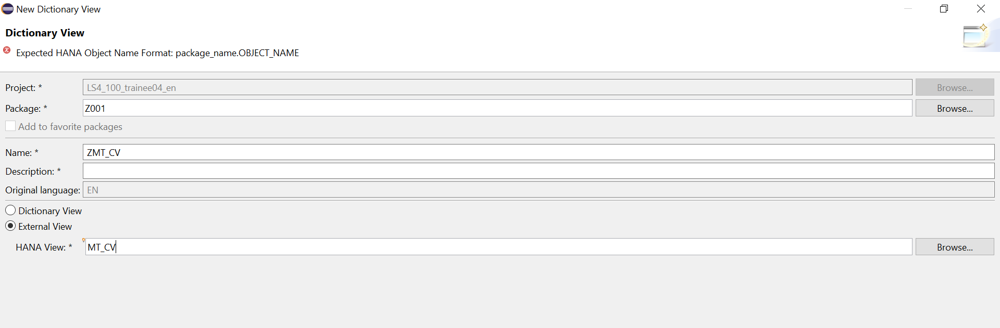 New Dictionary View
Dictionary View
Expected HANA Object Name Format: package_name.OBJECT_NAME
Project: * LS4_100_trainee04_en Browse...
Package: * Z001 Browse...
Add to favorite packages
Name: * ZMT_CV
Description: *
Original language: EN
Dictionary View
External View
HANA View: * MT_CV Browse...